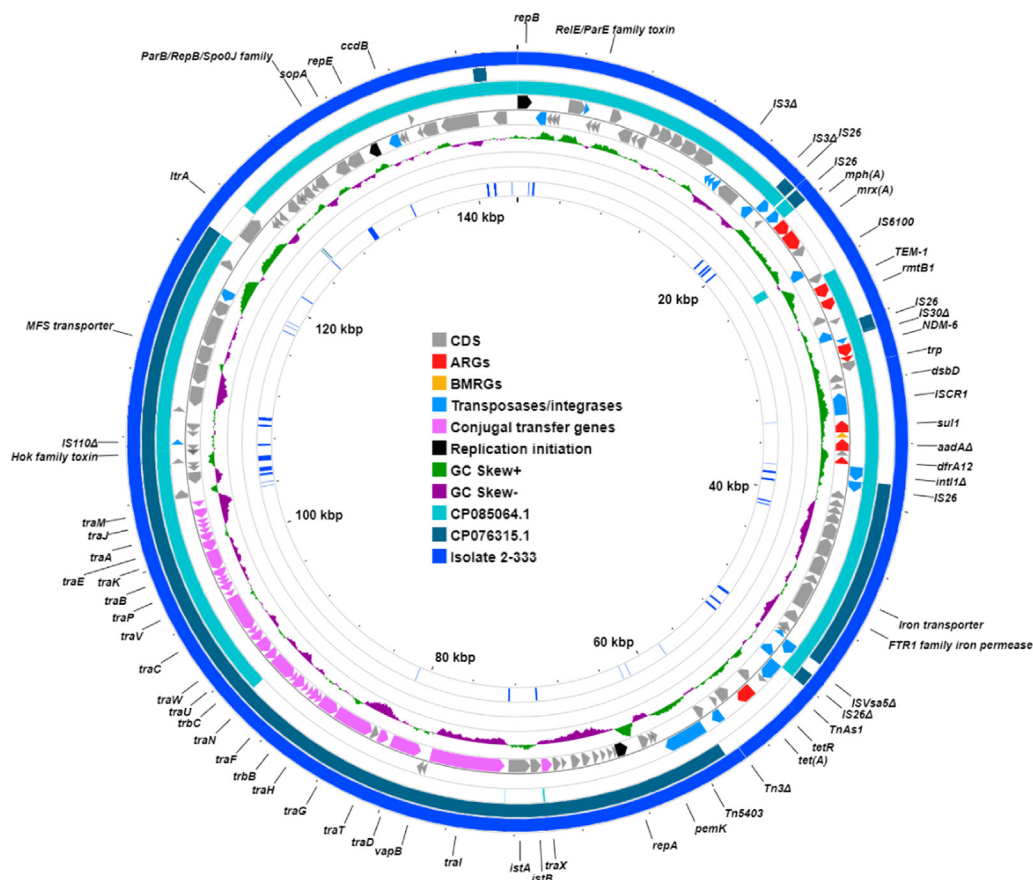 repB
RelE/ParE family toxin
IS3Δ
IS3Δ
IS26
IS26
mph(A)
mrx(A)
IS6100
TEM-1
rmtB1
IS26
IS30Δ
NDM-6
trp
dsbD
ISCR1
sul1
aadAΔ
dfrA12
intI1Δ
IS26
Iron transporter
FTR1 family iron permease
ISVsa5Δ
IS26Δ
TnAs1
tetR
tet(A)
Tn3Δ
Tn5403
pemK
repA
traX
istB
istA
traI
vapB
traD
traT
traG
traH
trbB
traF
traN
trbC
traU
traW
traC
traV
traP
traB
traK
traE
traA
traJ
traM
Hok family toxin
IS110Δ
MFS transporter
ltrA
ParB/RepB/Spo0J family
sopA
repE
ccdB
20 kbp
40 kbp
60 kbp
80 kbp
100 kbp
120 kbp
140 kbp
CDS
ARGs
BMRGs
Transposases/integrases
Conjugal transfer genes
Replication initiation
GC Skew+
GC Skew-
CP085064.1
CP076315.1
Isolate 2-333